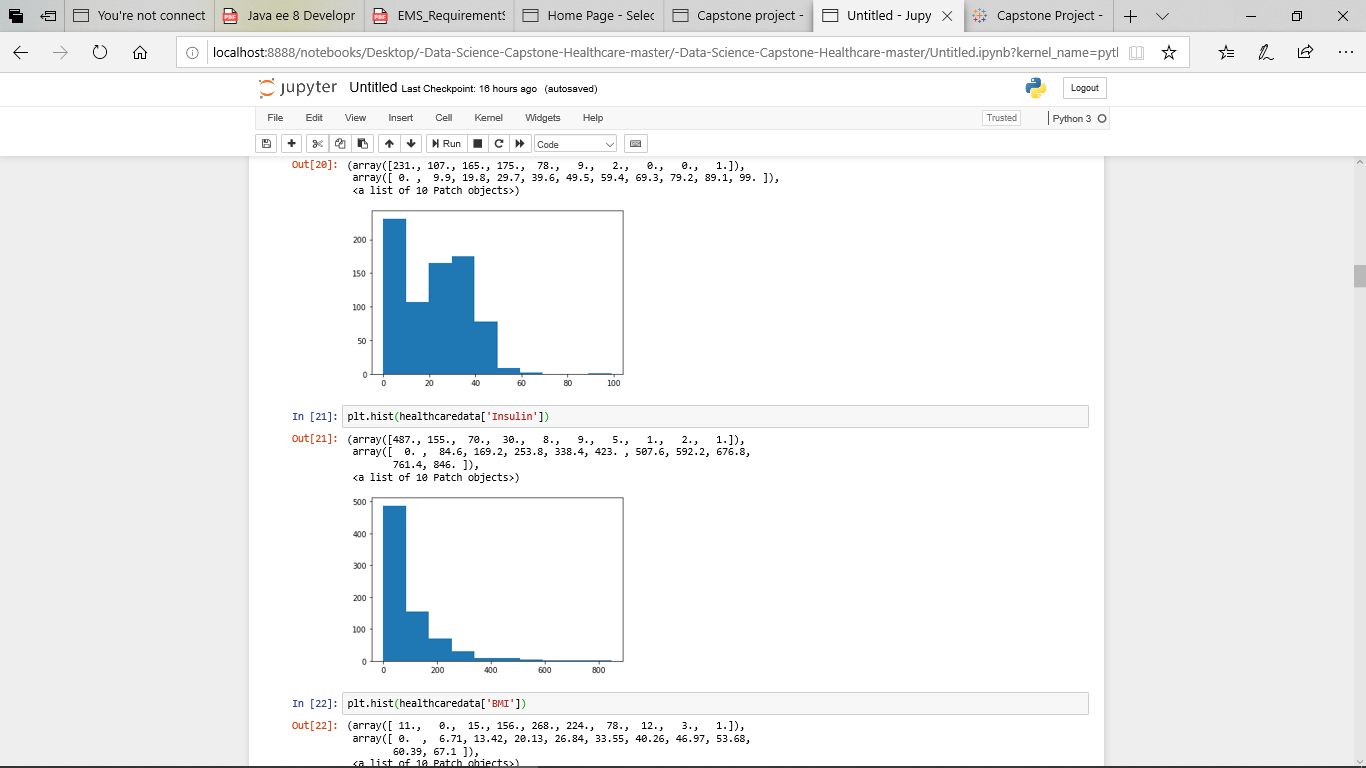 You're not connect
Java ee 8 Developr
EMS_Requirements
Home Page - Selec
Capstone project -
Untitled - Jupy
Capstone Project -
localhost:8888/notebooks/Desktop/-Data-Science-Capstone-Healthcare-master/-Data-Science-Capstone-Healthcare-master/Untitled.ipynb?kernel_name=pytl
jupyter Untitled Last Checkpoint: 16 hours ago (autosaved)
Logout
File Edit View Insert Cell Kernel Widgets Help
Trusted
Python 3
Run
Code
Out[20]: (array([231., 107., 165., 175., 78., 9., 2., 0., 0., 1.]),
array([ 0. , 9.9, 19.8, 29.7, 39.6, 49.5, 59.4, 69.3, 79.2, 89.1, 99. ]),
<a list of 10 Patch objects>)
200
150
100
50
0
0 20 40 60 80 100
In [21]: plt.hist(healthcaredata['Insulin'])
Out[21]: (array([487., 155., 70., 30., 8., 9., 5., 1., 2., 1.]),
array([ 0. , 84.6, 169.2, 253.8, 338.4, 423. , 507.6, 592.2, 676.8,
761.4, 846. ]),
<a list of 10 Patch objects>)
500
400
300
200
100
0
0 200 400 600 800
In [22]: plt.hist(healthcaredata['BMI'])
Out[22]: (array([ 11., 0., 15., 156., 268., 224., 78., 12., 3., 1.]),
array([ 0. , 6.71, 13.42, 20.13, 26.84, 33.55, 40.26, 46.97, 53.68,
60.39, 67.1 ]),
<a list of 10 Patch objects>)